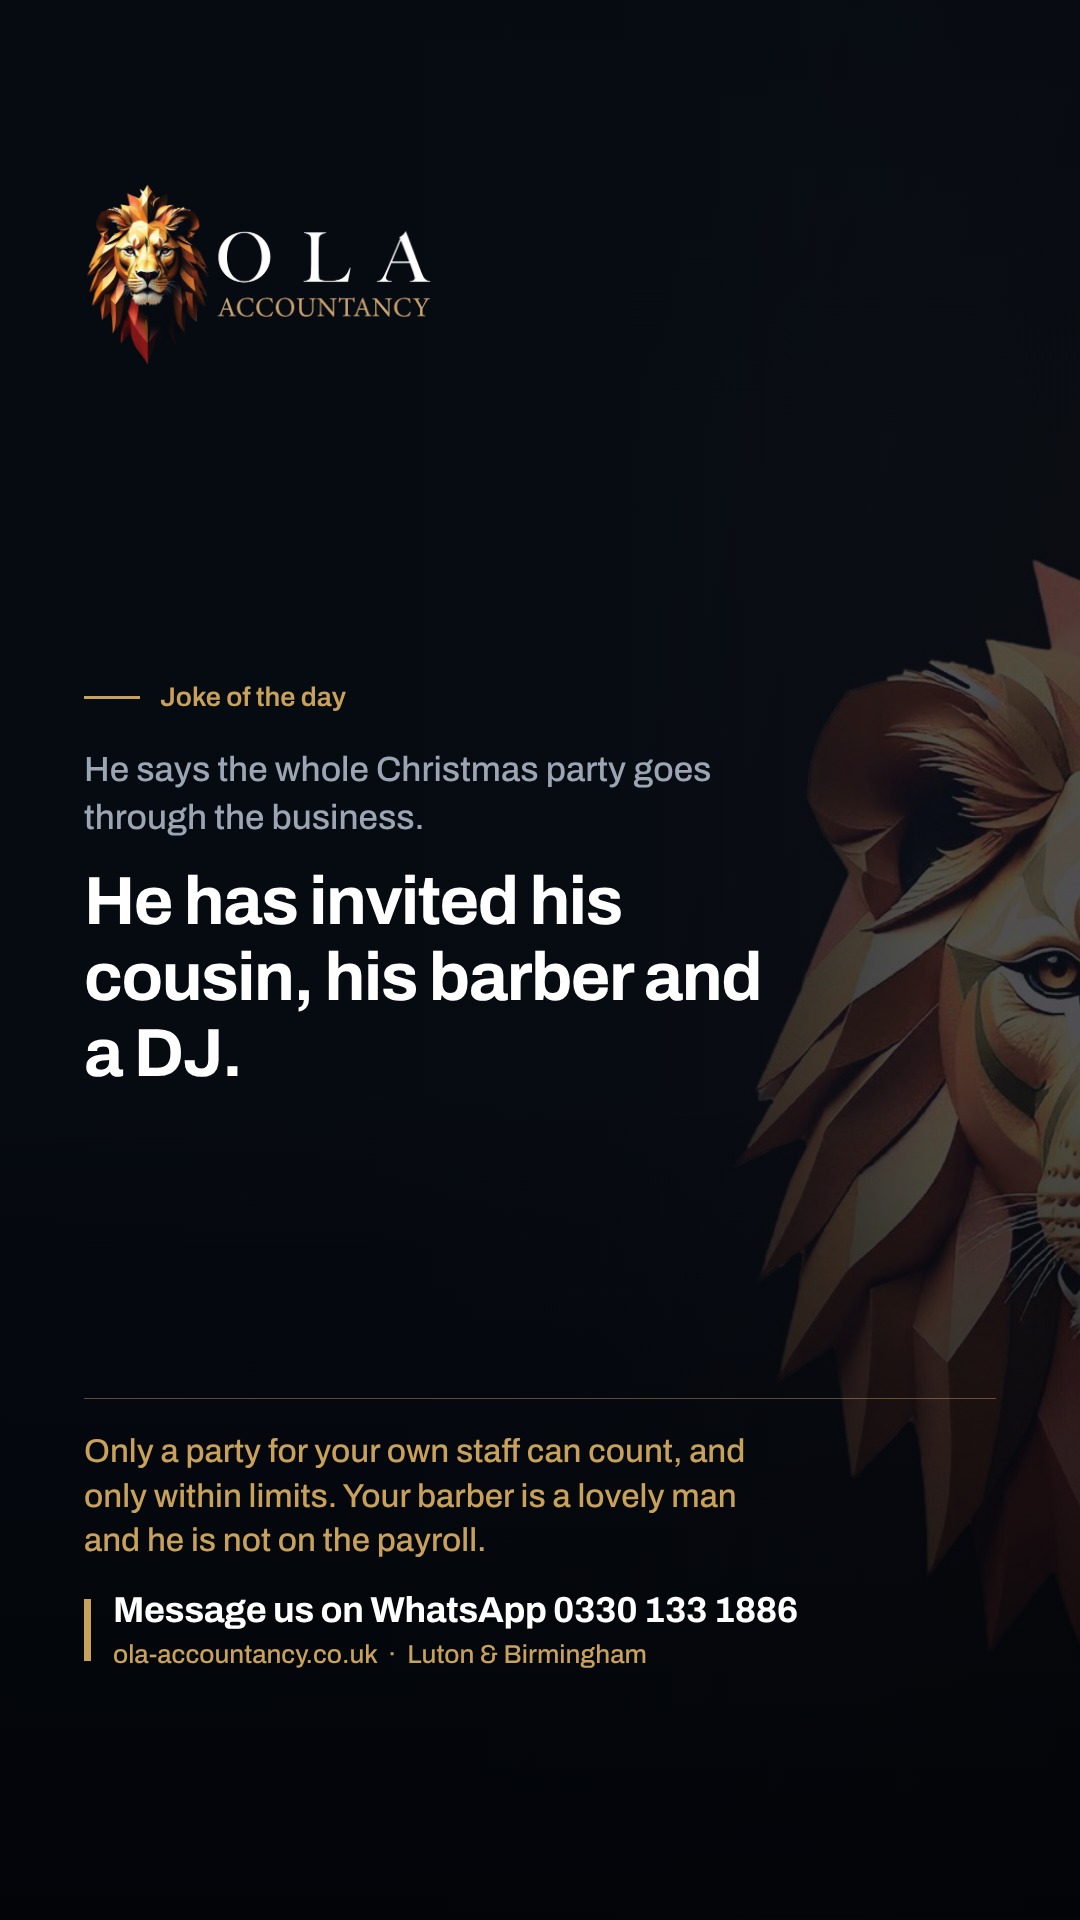 OLA
ACCOUNTANCY
Joke of the day
He says the whole Christmas party goes
through the business.
He has invited his
cousin, his barber and
a DJ.
Only a party for your own staff can count, and
only within limits. Your barber is a lovely man
and he is not on the payroll.
Message us on WhatsApp 0330 133 1886
ola-accountancy.co.uk · Luton & Birmingham